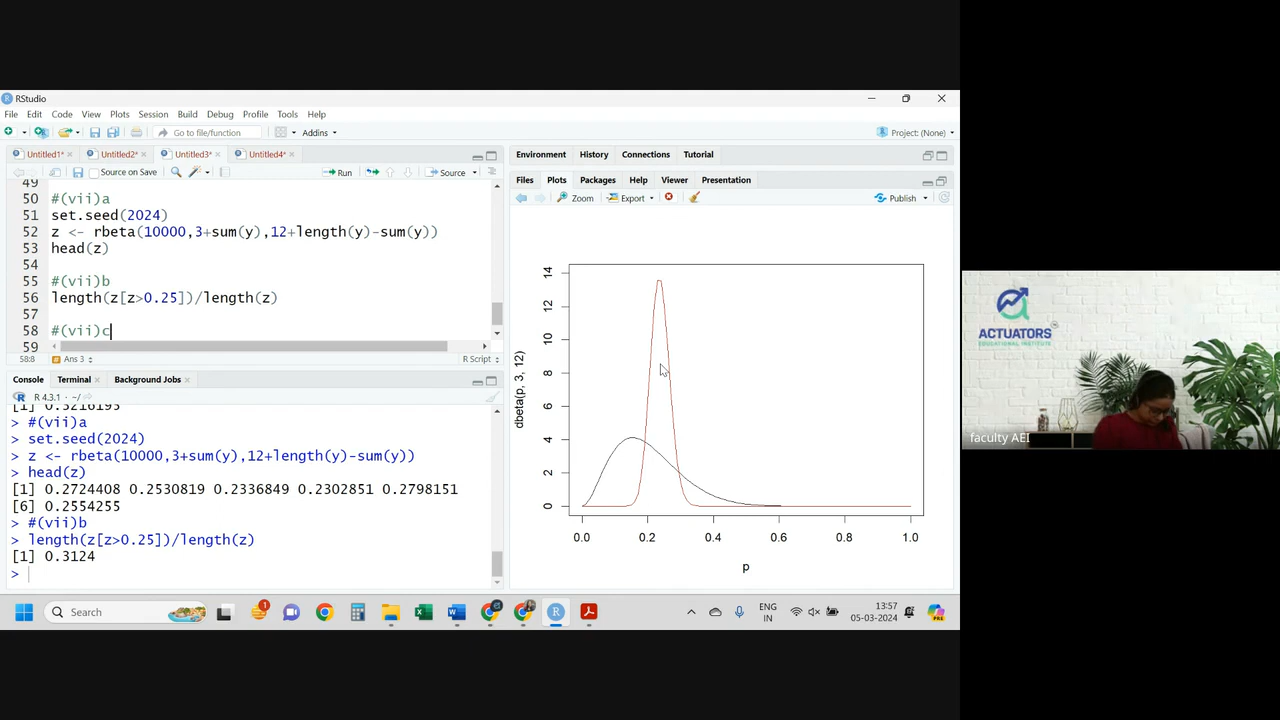 RStudio
File Edit Code View Plots Session Build Debug Profile Tools Help
Go to file/function Addins Project: (None)
Untitled1* Untitled2* Untitled3* Untitled4*
Source on Save Run Source
49
50 #(vii)a
51 set.seed(2024)
52 z <- rbeta(10000,3+sum(y),12+length(y)-sum(y))
53 head(z)
54
55 #(vii)b
56 length(z[z>0.25])/length(z)
57
58 #(vii)c
59
58:8 Ans 3 R Script
Console Terminal Background Jobs
R 4.3.1 · ~/
[1] 0.3216195
> #(vii)a
> set.seed(2024)
> z <- rbeta(10000,3+sum(y),12+length(y)-sum(y))
> head(z)
[1] 0.2724408 0.2530819 0.2336849 0.2302851 0.2798151
[6] 0.2554255
> #(vii)b
> length(z[z>0.25])/length(z)
[1] 0.3124
>
Environment History Connections Tutorial
Files Plots Packages Help Viewer Presentation
Zoom Export Publish
dbeta(p, 3, 12)
14
12
10
8
6
4
2
0
0.0 0.2 0.4 0.6 0.8 1.0
p
ACTUATORS
EDUCATIONAL INSTITUTE
faculty AEI
Search
1
ENG
IN
13:57
05-03-2024